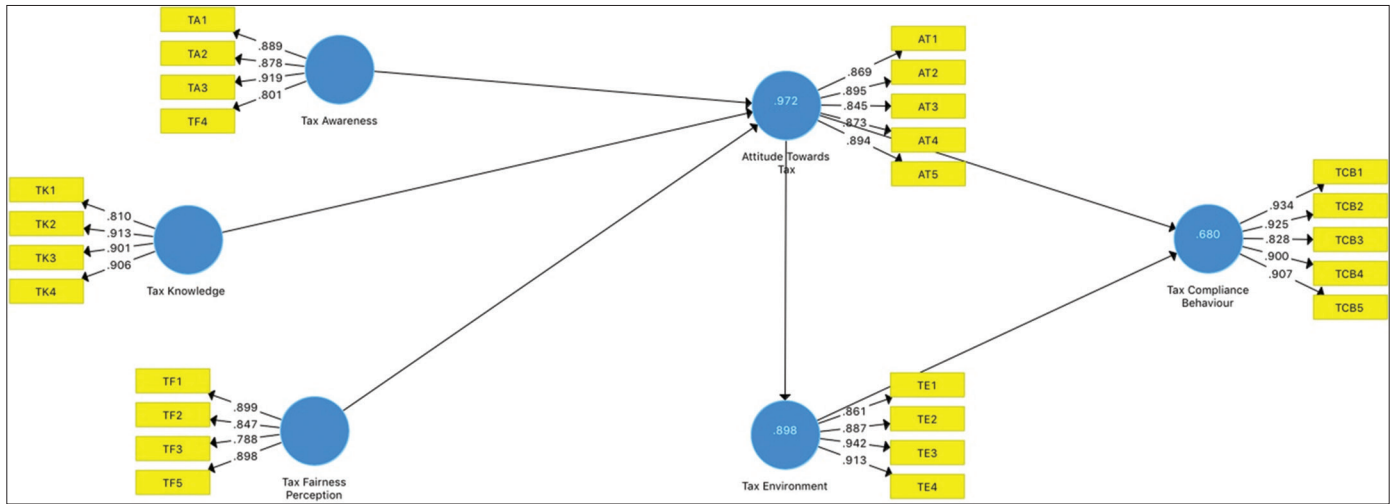 TA1
TA2
TA3
TF4
.889
.878
.919
.801
Tax Awareness
TK1
TK2
TK3
TK4
.810
.913
.901
.906
Tax Knowledge
TF1
TF2
TF3
TF5
.899
.847
.788
.898
Tax Fairness
Perception
.972
Attitude Towards
Tax
.869
.895
.845
.873
.894
AT1
AT2
AT3
AT4
AT5
.898
Tax Environment
.861
.887
.942
.913
TE1
TE2
TE3
TE4
.680
Tax Compliance
Behaviour
.934
.925
.828
.900
.907
TCB1
TCB2
TCB3
TCB4
TCB5